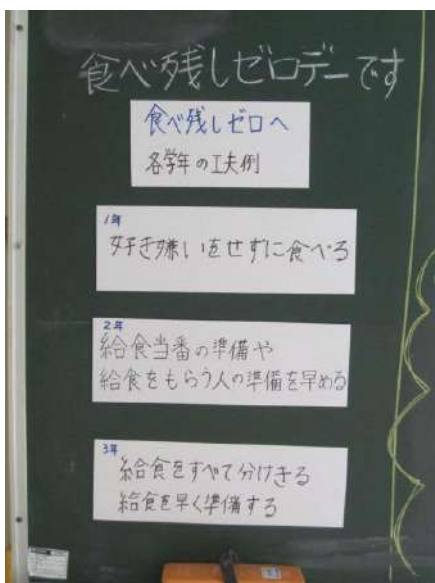 食べ残しゼロデーです
食べ残しゼロへ
各学年の工夫例
1年
好き嫌いをせずに食べる
2年
給食当番の準備や
給食をもらう人の準備を早める
3年
給食をすべて分けきる
給食を早く準備する